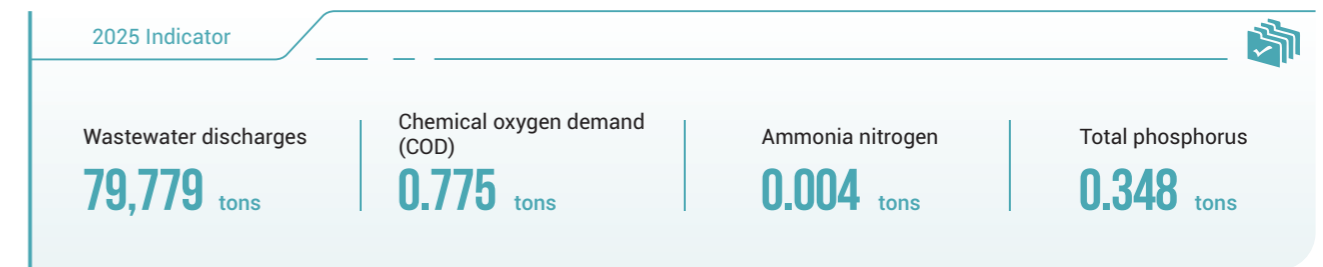 2025 Indicator
Wastewater discharges
79,779 tons
Chemical oxygen demand
(COD)
0.775 tons
Ammonia nitrogen
0.004 tons
Total phosphorus
0.348 tons